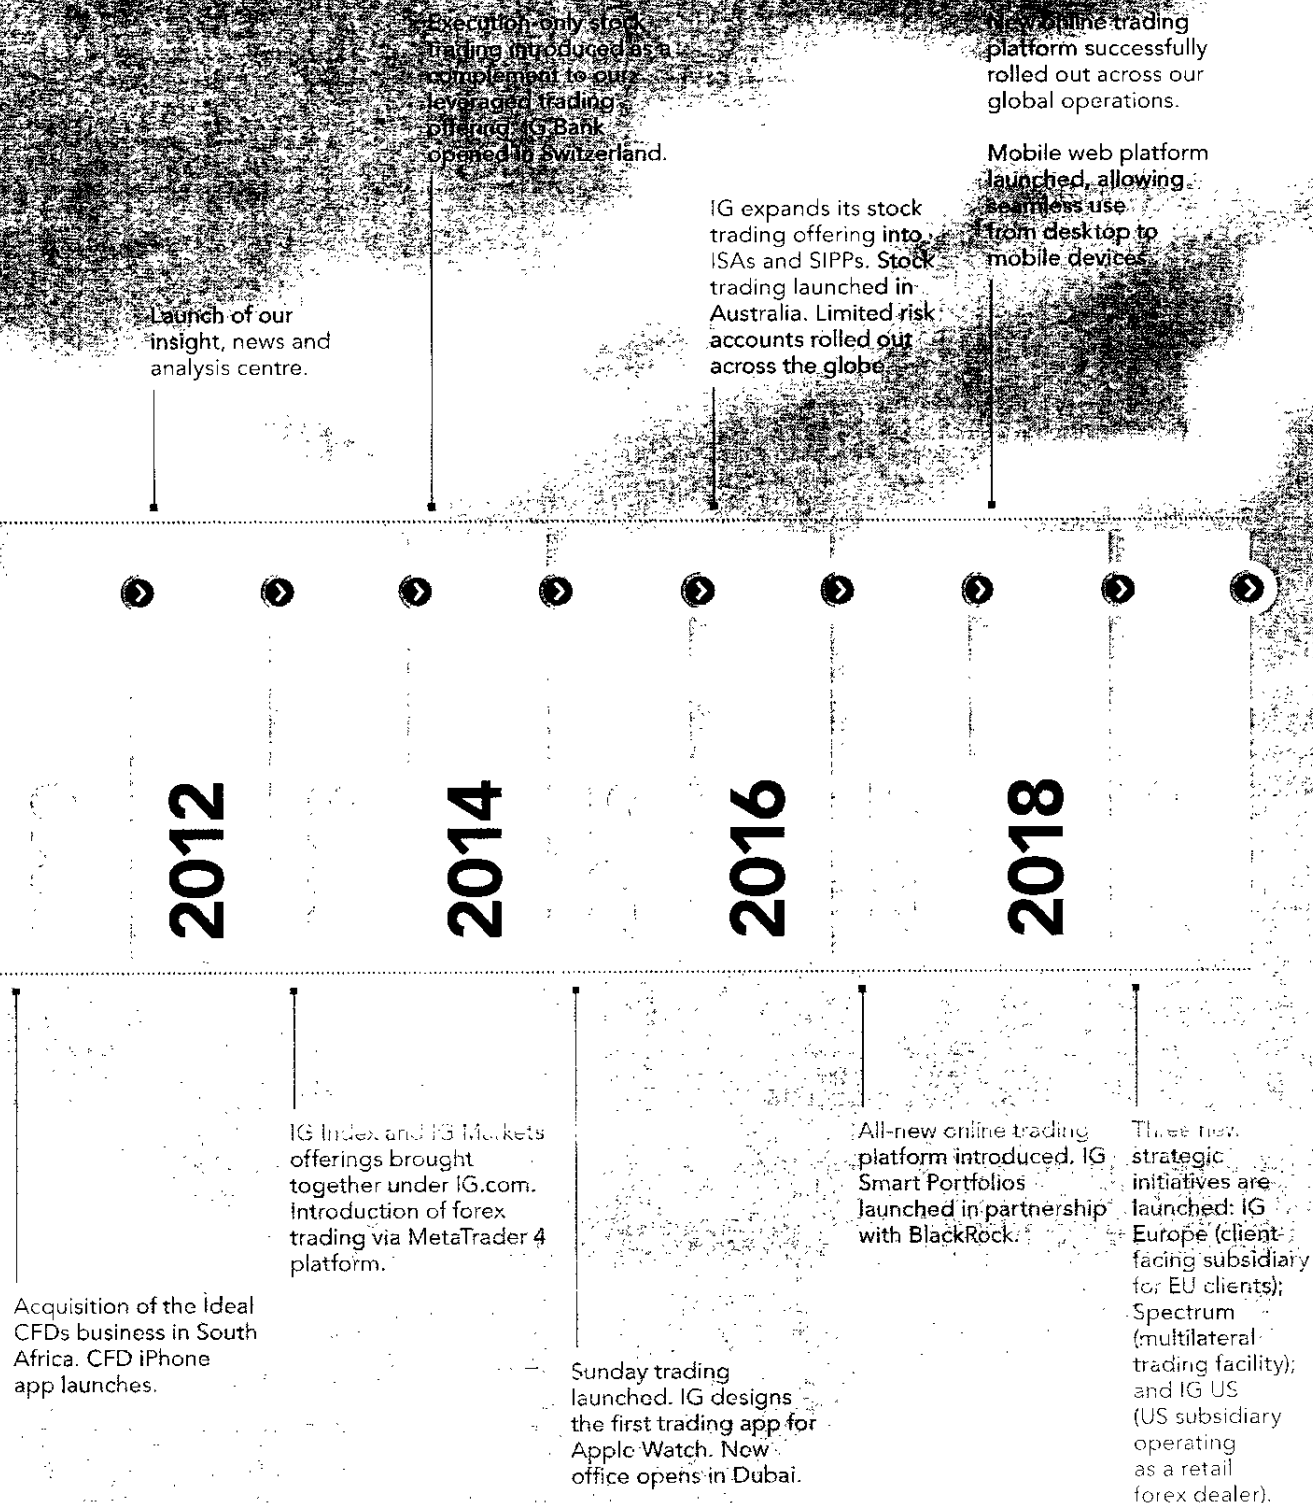 Execution-only stock
trading introduced as a
complement to our
leveraged trading
offering. IG Bank
opened in Switzerland.
New online trading
platform successfully
rolled out across our
global operations.
Mobile web platform
launched, allowing
seamless use
from desktop to
mobile devices.
IG expands its stock
trading offering into
ISAs and SIPPs. Stock
trading launched in
Australia. Limited risk
accounts rolled out
across the globe.
Launch of our
insight, news and
analysis centre.
2012
2014
2016
2018
IG Index and IG Markets
offerings brought
together under IG.com.
Introduction of forex
trading via MetaTrader 4
platform.
All-new online trading
platform introduced. IG
Smart Portfolios
launched in partnership
with BlackRock.
Three new
strategic
initiatives are
launched: IG
Europe (client-
facing subsidiary
for EU clients);
Spectrum
(multilateral
trading facility);
and IG US
(US subsidiary
operating
as a retail
forex dealer).
Acquisition of the Ideal
CFDs business in South
Africa. CFD iPhone
app launches.
Sunday trading
launched. IG designs
the first trading app for
Apple Watch. New
office opens in Dubai.